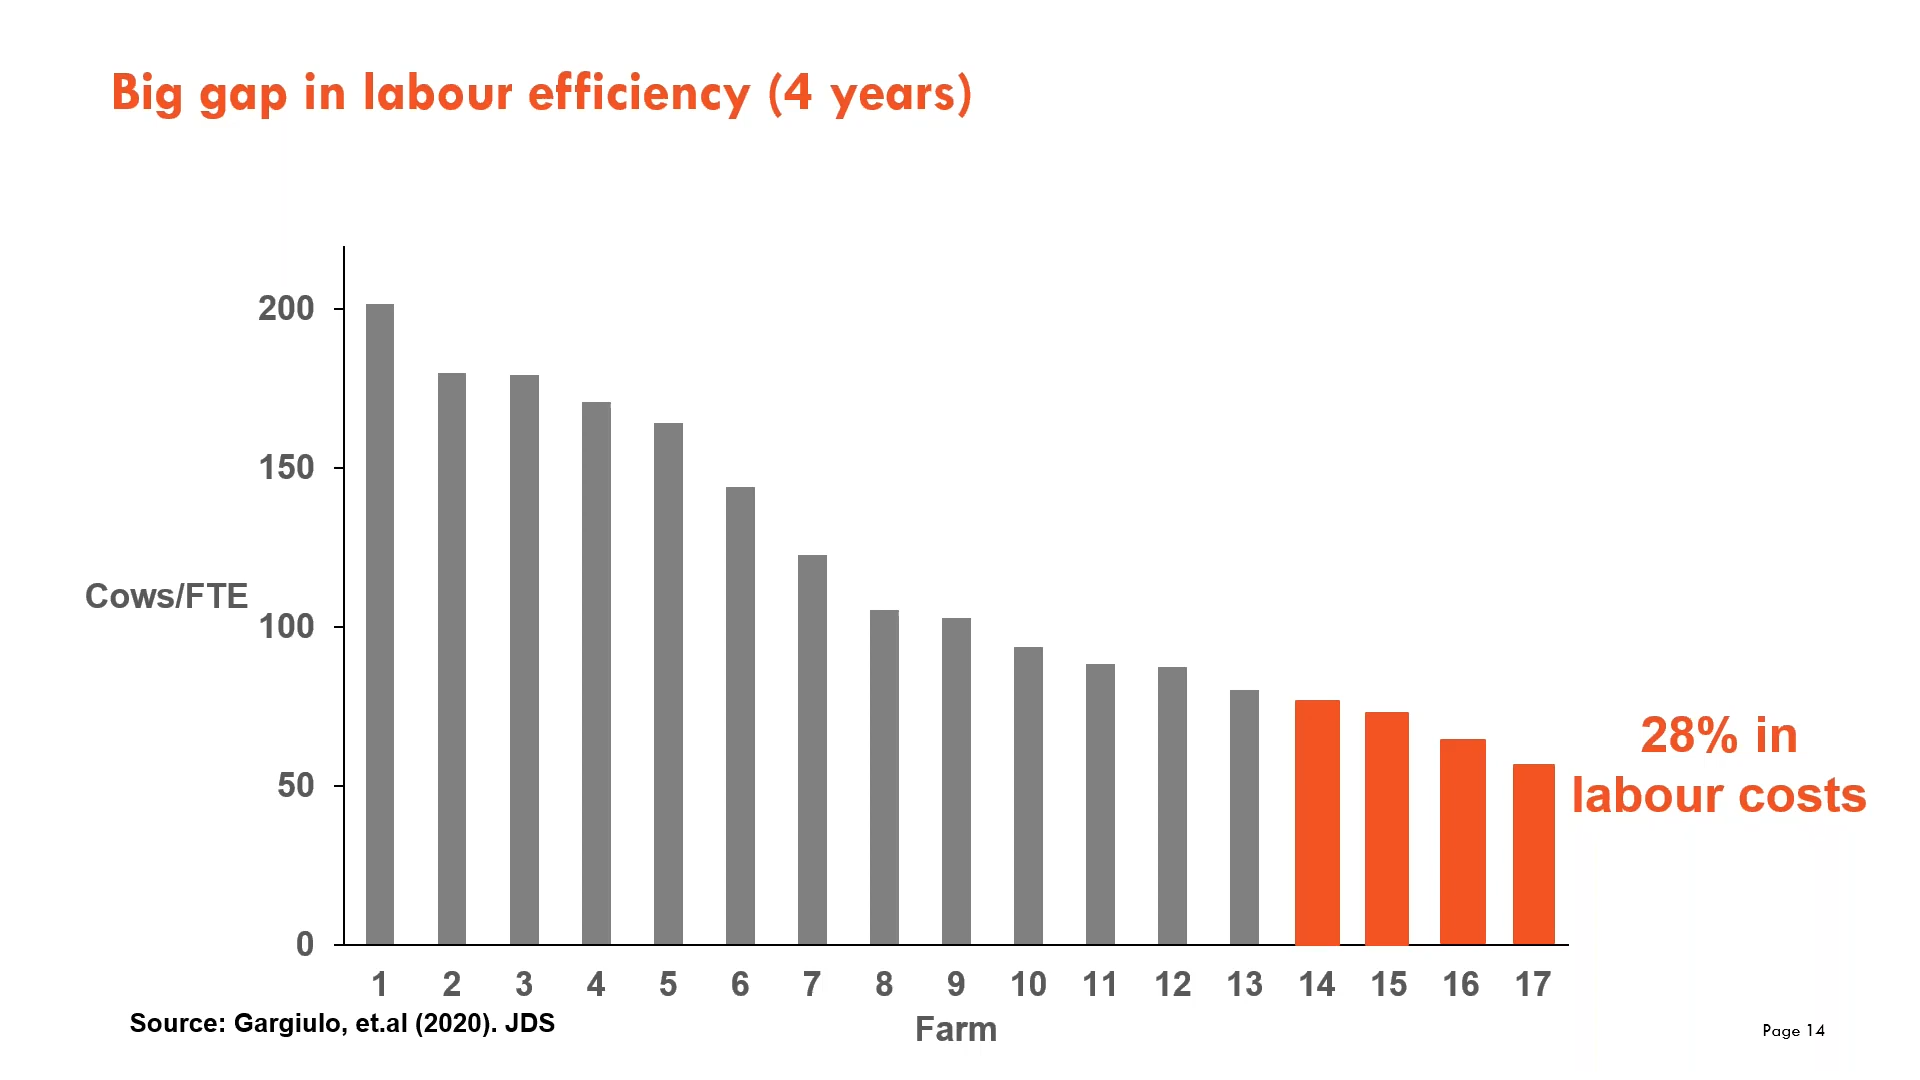 Big gap in labour efficiency (4 years)
200
150
Cows/FTE
100
50
0
28% in
labour costs
1 2 3 4 5 6 7 8 9 10 11 12 13 14 15 16 17
Source: Gargiulo, et.al (2020). JDS
Farm
Page 14